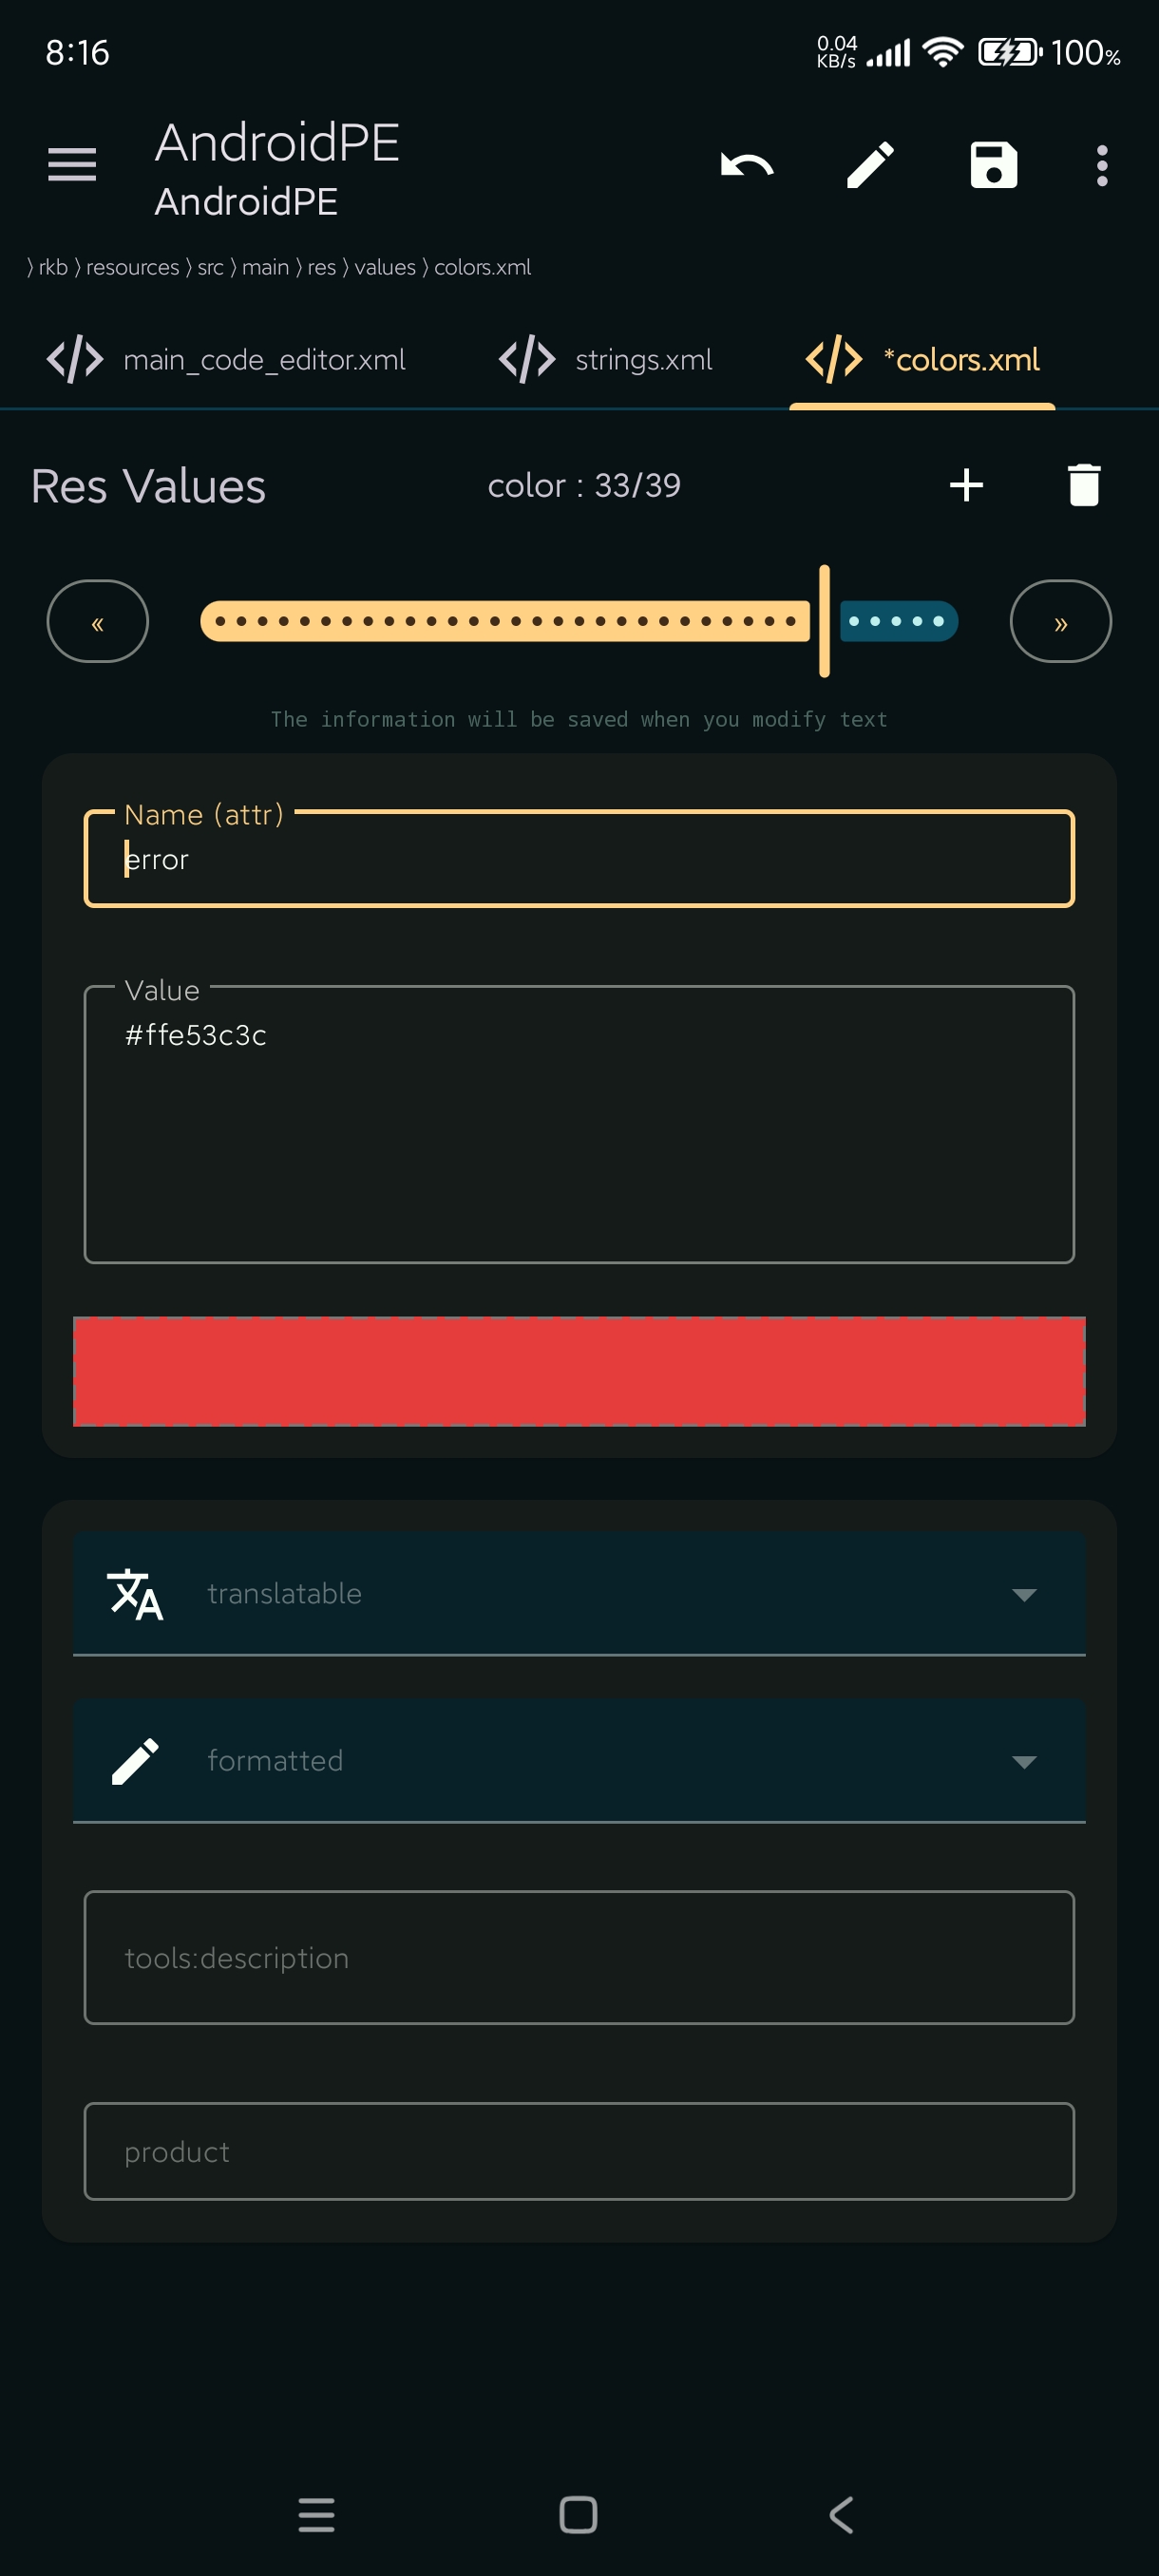 8:16
0.04 KB/s 100%
AndroidPE
AndroidPE
⟩ rkb ⟩ resources ⟩ src ⟩ main ⟩ res ⟩ values ⟩ colors.xml
</> main_code_editor.xml </> strings.xml </> *colors.xml
Res Values color : 33/39
« »
The information will be saved when you modify text
Name (attr)
error
Value
#ffe53c3c
translatable
formatted
tools:description
product